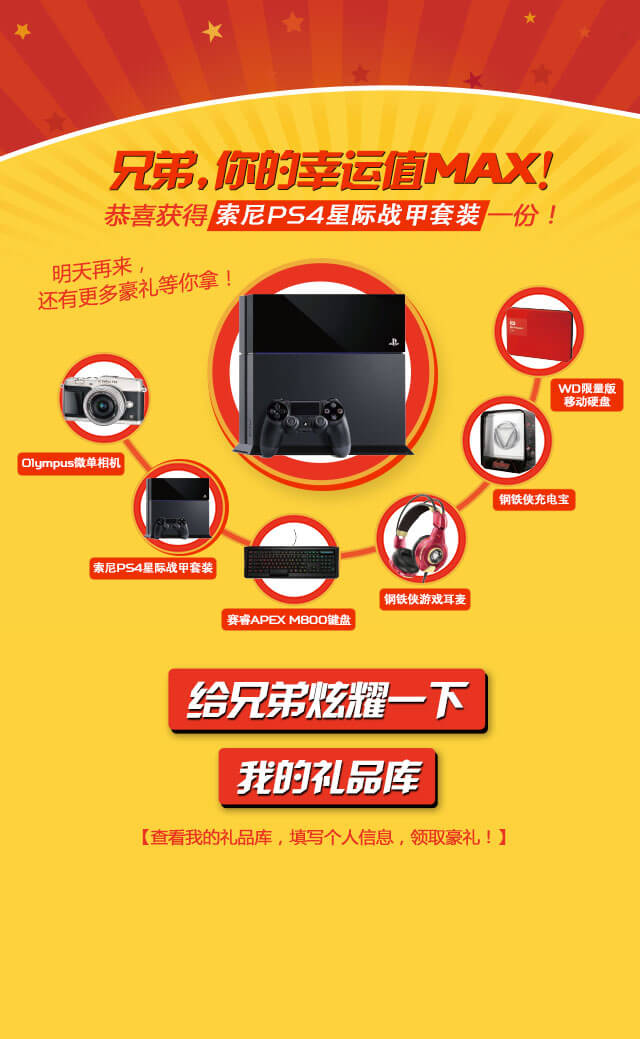 兄弟,你的幸运值MAX!
恭喜获得 索尼PS4星际战甲套装 一份！
明天再来，
还有更多豪礼等你拿！
WD限量版
移动硬盘
Olympus微单相机
钢铁侠充电宝
索尼PS4星际战甲套装
钢铁侠游戏耳麦
赛睿APEX M800键盘
给兄弟炫耀一下
我的礼品库
【查看我的礼品库，填写个人信息，领取豪礼！】